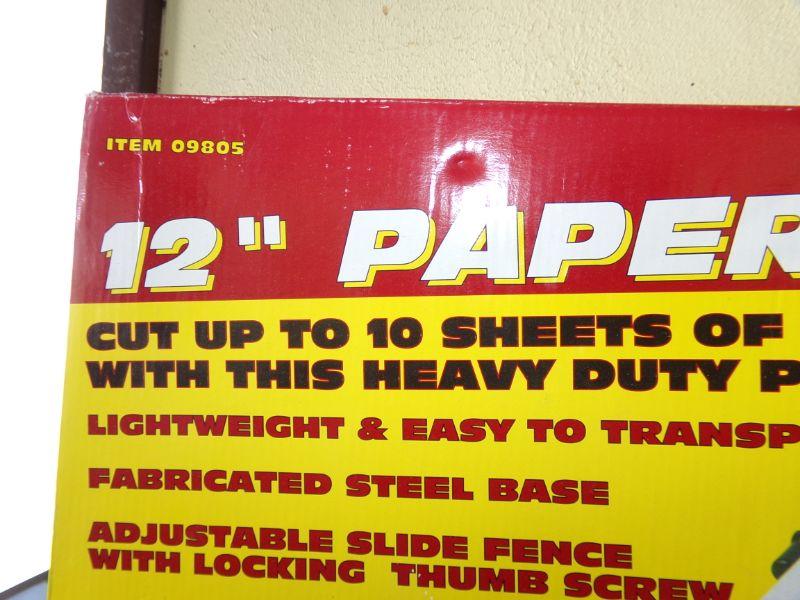 ITEM 09805
12" PAPER
CUT UP TO 10 SHEETS OF
WITH THIS HEAVY DUTY P
LIGHTWEIGHT & EASY TO TRANSP
FABRICATED STEEL BASE
ADJUSTABLE SLIDE FENCE
WITH LOCKING THUMB SCREW